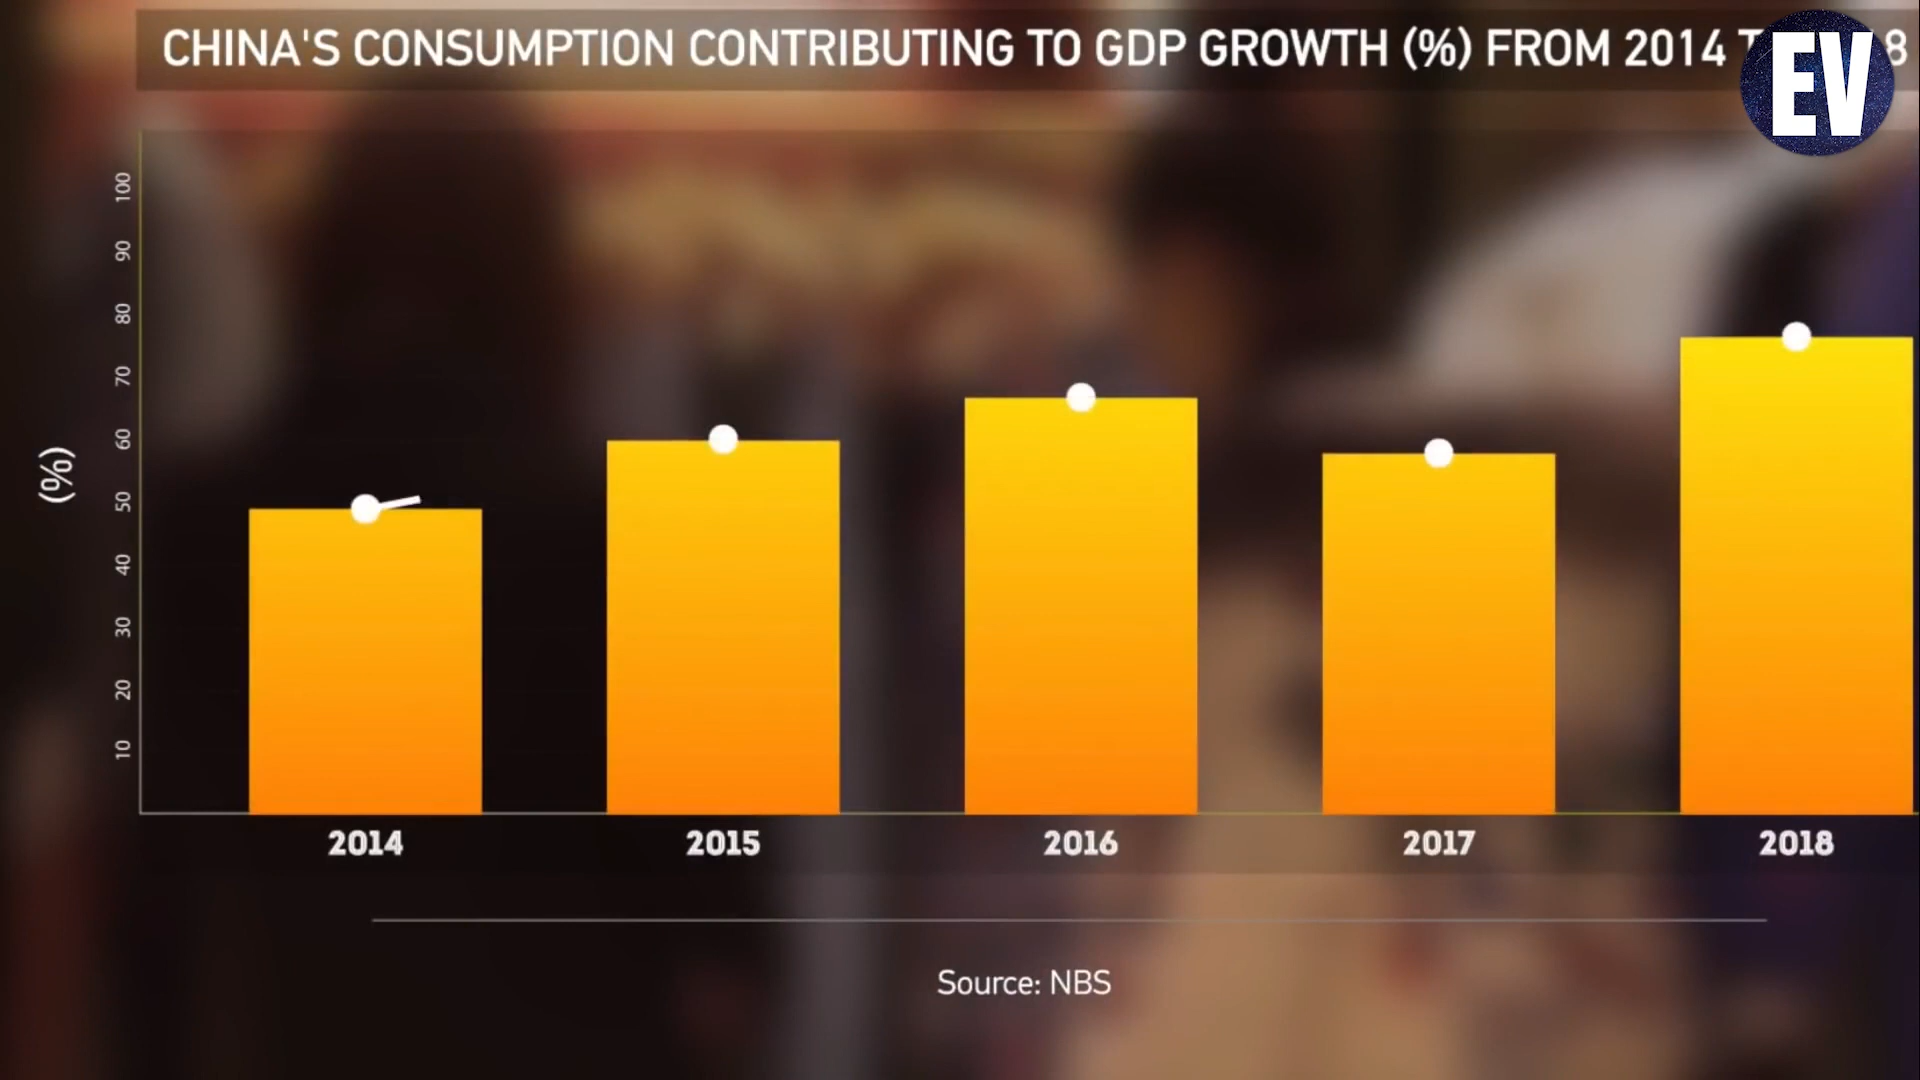 CHINA'S CONSUMPTION CONTRIBUTING TO GDP GROWTH (%) FROM 2014 8
EV
100
90
80
70
60
50
40
30
20
10
(%)
2014 2015 2016 2017 2018
Source: NBS